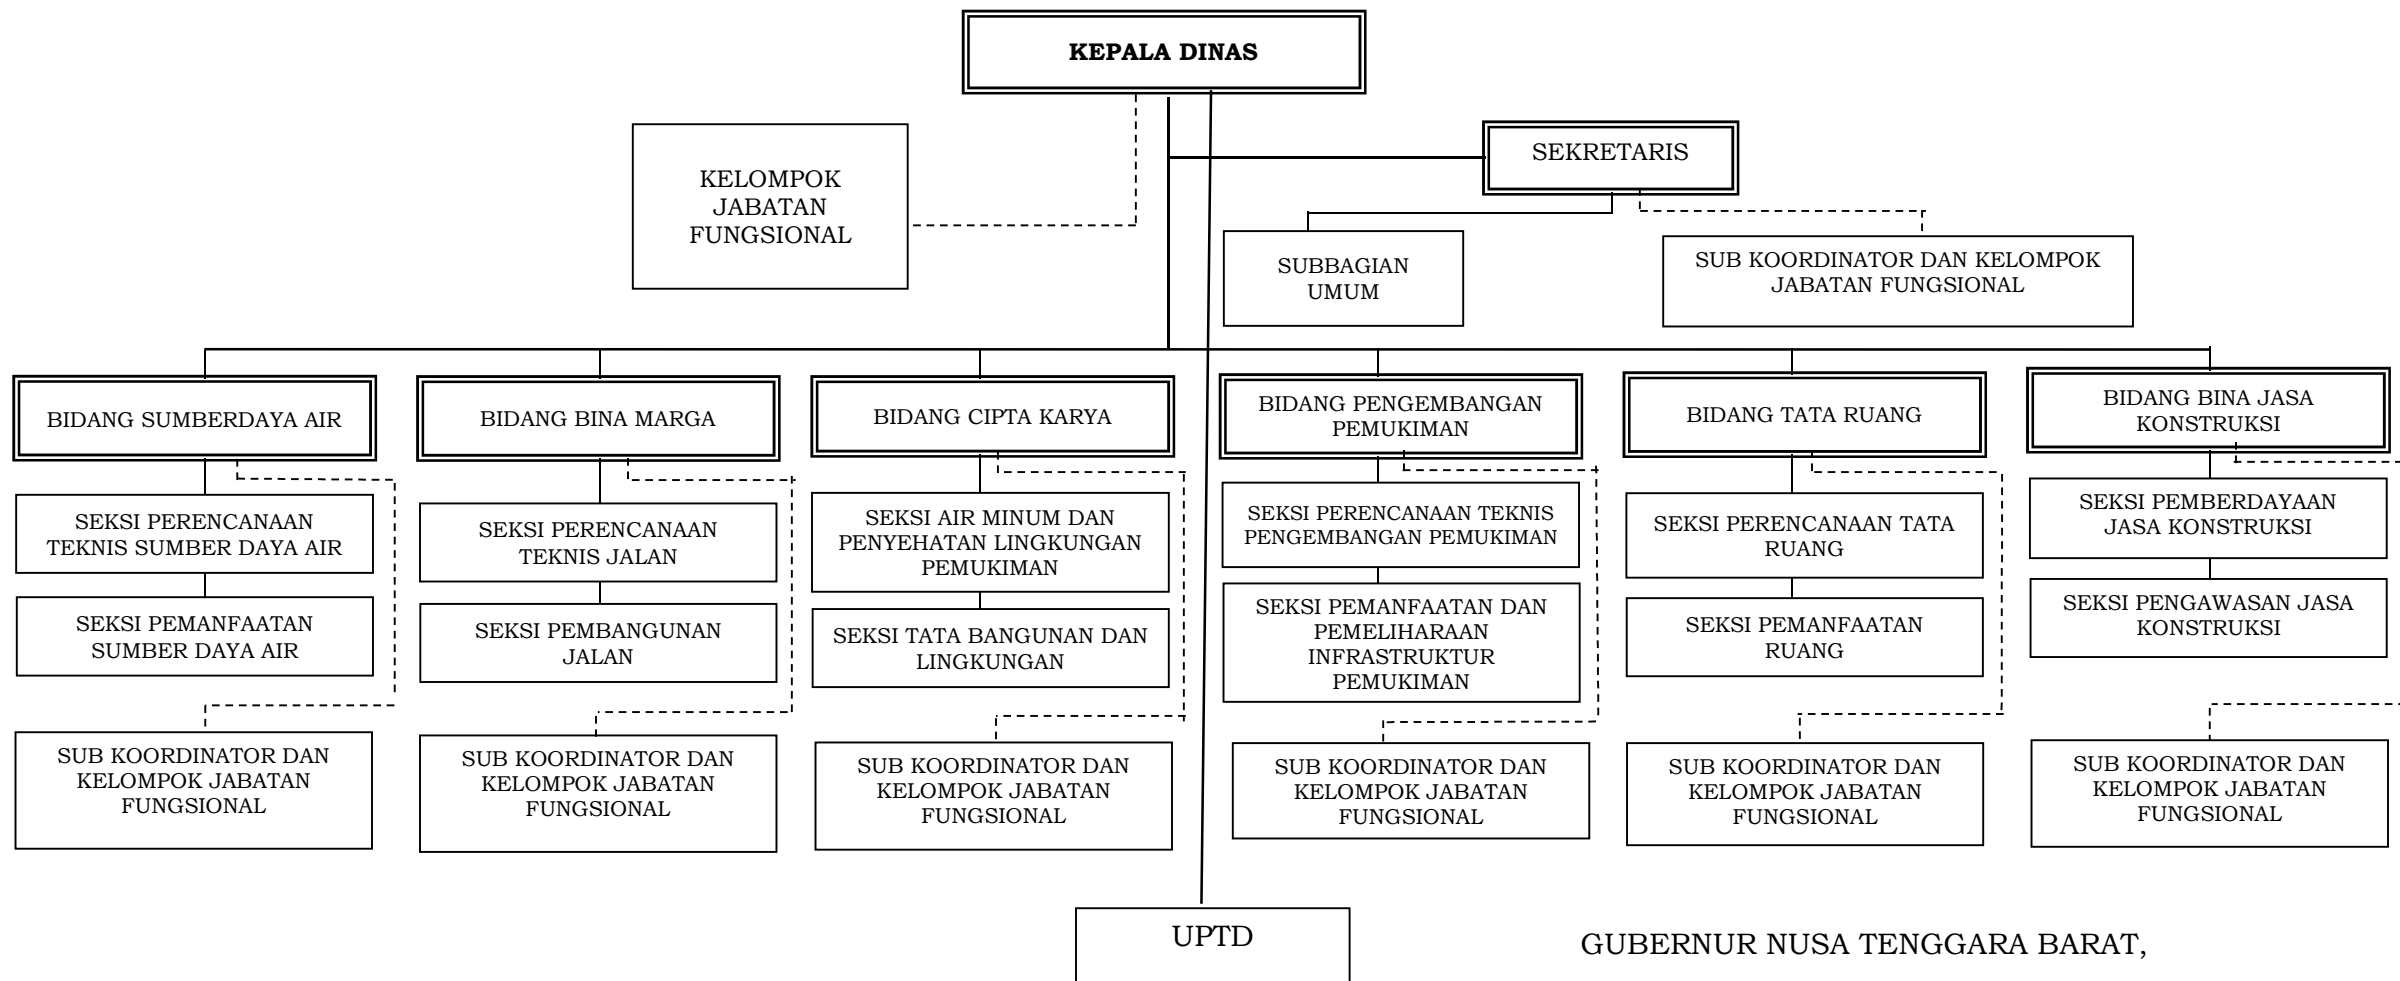 KEPALA DINAS
KELOMPOK
JABATAN
FUNGSIONAL
SEKRETARIS
SUBBAGIAN
UMUM
SUB KOORDINATOR DAN KELOMPOK
JABATAN FUNGSIONAL
BIDANG SUMBERDAYA AIR
BIDANG BINA MARGA
BIDANG CIPTA KARYA
BIDANG PENGEMBANGAN
PEMUKIMAN
BIDANG TATA RUANG
BIDANG BINA JASA
KONSTRUKSI
SEKSI PERENCANAAN
TEKNIS SUMBER DAYA AIR
SEKSI PERENCANAAN
TEKNIS JALAN
SEKSI AIR MINUM DAN
PENYEHATAN LINGKUNGAN
PEMUKIMAN
SEKSI PERENCANAAN TEKNIS
PENGEMBANGAN PEMUKIMAN
SEKSI PERENCANAAN TATA
RUANG
SEKSI PEMBERDAYAAN
JASA KONSTRUKSI
SEKSI PEMANFAATAN
SUMBER DAYA AIR
SEKSI PEMBANGUNAN
JALAN
SEKSI TATA BANGUNAN DAN
LINGKUNGAN
SEKSI PEMANFAATAN DAN
PEMELIHARAAN
INFRASTRUKTUR
PEMUKIMAN
SEKSI PEMANFAATAN
RUANG
SEKSI PENGAWASAN JASA
KONSTRUKSI
SUB KOORDINATOR DAN
KELOMPOK JABATAN
FUNGSIONAL
SUB KOORDINATOR DAN
KELOMPOK JABATAN
FUNGSIONAL
SUB KOORDINATOR DAN
KELOMPOK JABATAN
FUNGSIONAL
SUB KOORDINATOR DAN
KELOMPOK JABATAN
FUNGSIONAL
SUB KOORDINATOR DAN
KELOMPOK JABATAN
FUNGSIONAL
SUB KOORDINATOR DAN
KELOMPOK JABATAN
FUNGSIONAL
UPTD
GUBERNUR NUSA TENGGARA BARAT,